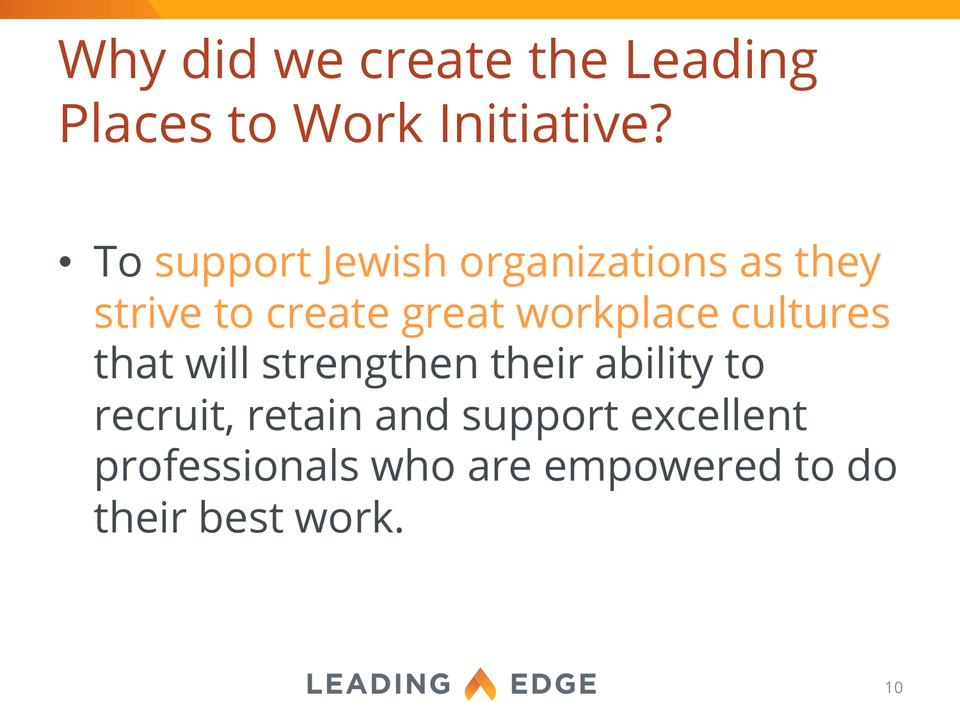 Why did we create the Leading
Places to Work Initiative?
• To support Jewish organizations as they
strive to create great workplace cultures
that will strengthen their ability to
recruit, retain and support excellent
professionals who are empowered to do
their best work.
LEADING EDGE
10